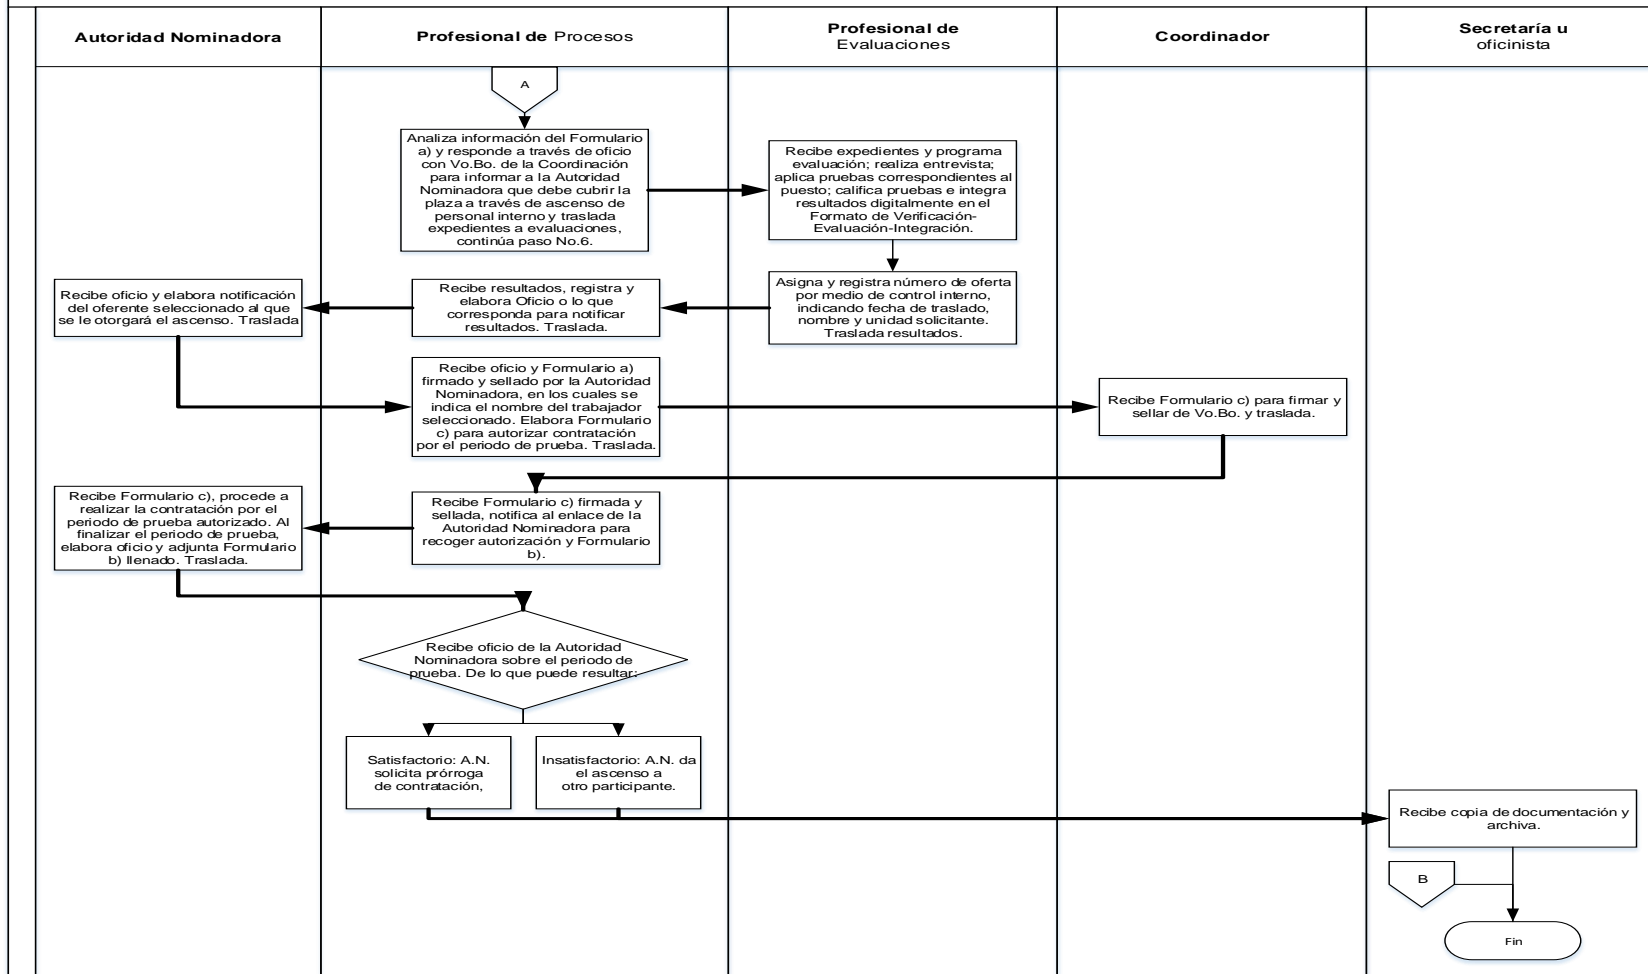 Autoridad Nominadora
Profesional de Procesos
Profesional de
Evaluaciones
Coordinador
Secretaría u
oficinista
A
Analiza información del Formulario
a) y responde a través de oficio
con Vo.Bo. de la Coordinación
para informar a la Autoridad
Nominadora que debe cubrir la
plaza a través de ascenso de
personal interno y traslada
expedientes a evaluaciones,
continúa paso No.6.
Recibe expedientes y programa
evaluación; realiza entrevista;
aplica pruebas correspondientes al
puesto; califica pruebas e integra
resultados digitalmente en el
Formato de Verificación-
Evaluación-Integración.
Asigna y registra número de oferta
por medio de control interno,
indicando fecha de traslado,
nombre y unidad solicitante.
Traslada resultados.
Recibe resultados, registra y
elabora Oficio o lo que
corresponda para notificar
resultados. Traslada.
Recibe oficio y elabora notificación
del oferente seleccionado al que
se le otorgará el ascenso. Traslada
Recibe oficio y Formulario a)
firmado y sellado por la Autoridad
Nominadora, en los cuales se
indica el nombre del trabajador
seleccionado. Elabora Formulario
c) para autorizar contratación
por el periodo de prueba. Traslada.
Recibe Formulario c) para firmar y
sellar de Vo.Bo. y traslada.
Recibe Formulario c) firmada y
sellada, notifica al enlace de la
Autoridad Nominadora para
recoger autorización y Formulario
b).
Recibe Formulario c), procede a
realizar la contratación por el
periodo de prueba autorizado. Al
finalizar el periodo de prueba,
elabora oficio y adjunta Formulario
b) llenado. Traslada.
Recibe oficio de la Autoridad
Nominadora sobre el periodo de
prueba. De lo que puede resultar:
Satisfactorio: A.N.
solicita prórroga
de contratación,
Insatisfactorio: A.N. da
el ascenso a
otro participante.
Recibe copia de documentación y
archiva.
B
Fin